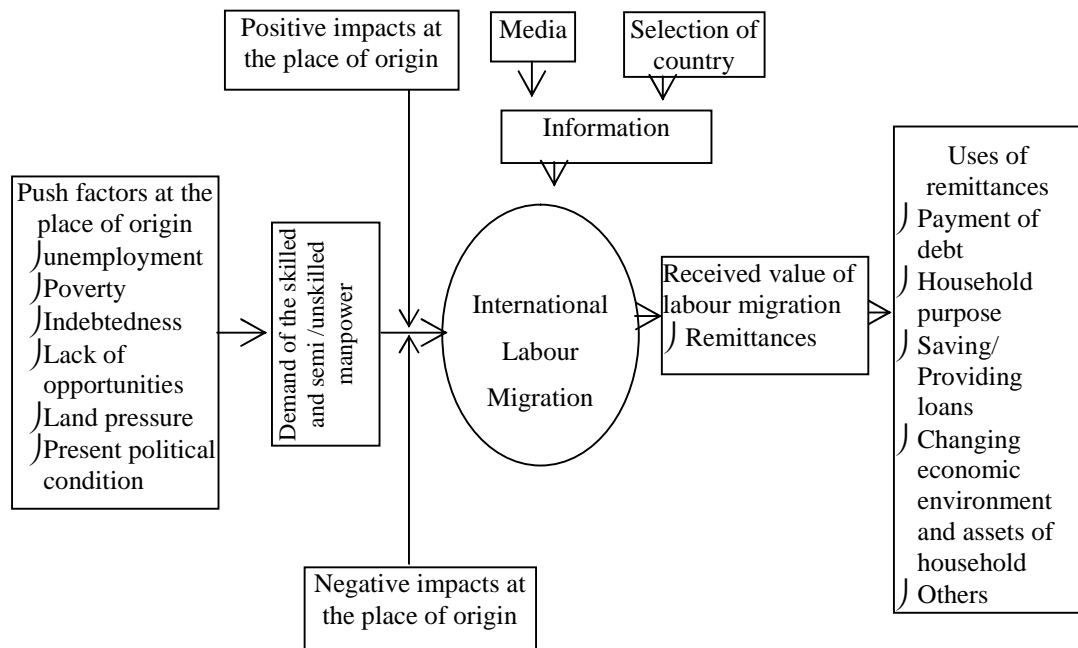 Positive impacts at
the place of origin
Media
Selection of
country
Information
Push factors at the
place of origin
unemployment
Poverty
Indebtedness
Lack of
opportunities
Land pressure
Present political
condition
Demand of the skilled
and semi /unskilled
manpower
International
Labour
Migration
Received value of
labour migration
Remittances
Uses of
remittances
Payment of
debt
Household
purpose
Saving/
Providing
loans
Changing
economic
environment
and assets of
household
Others
Negative impacts at
the place of origin